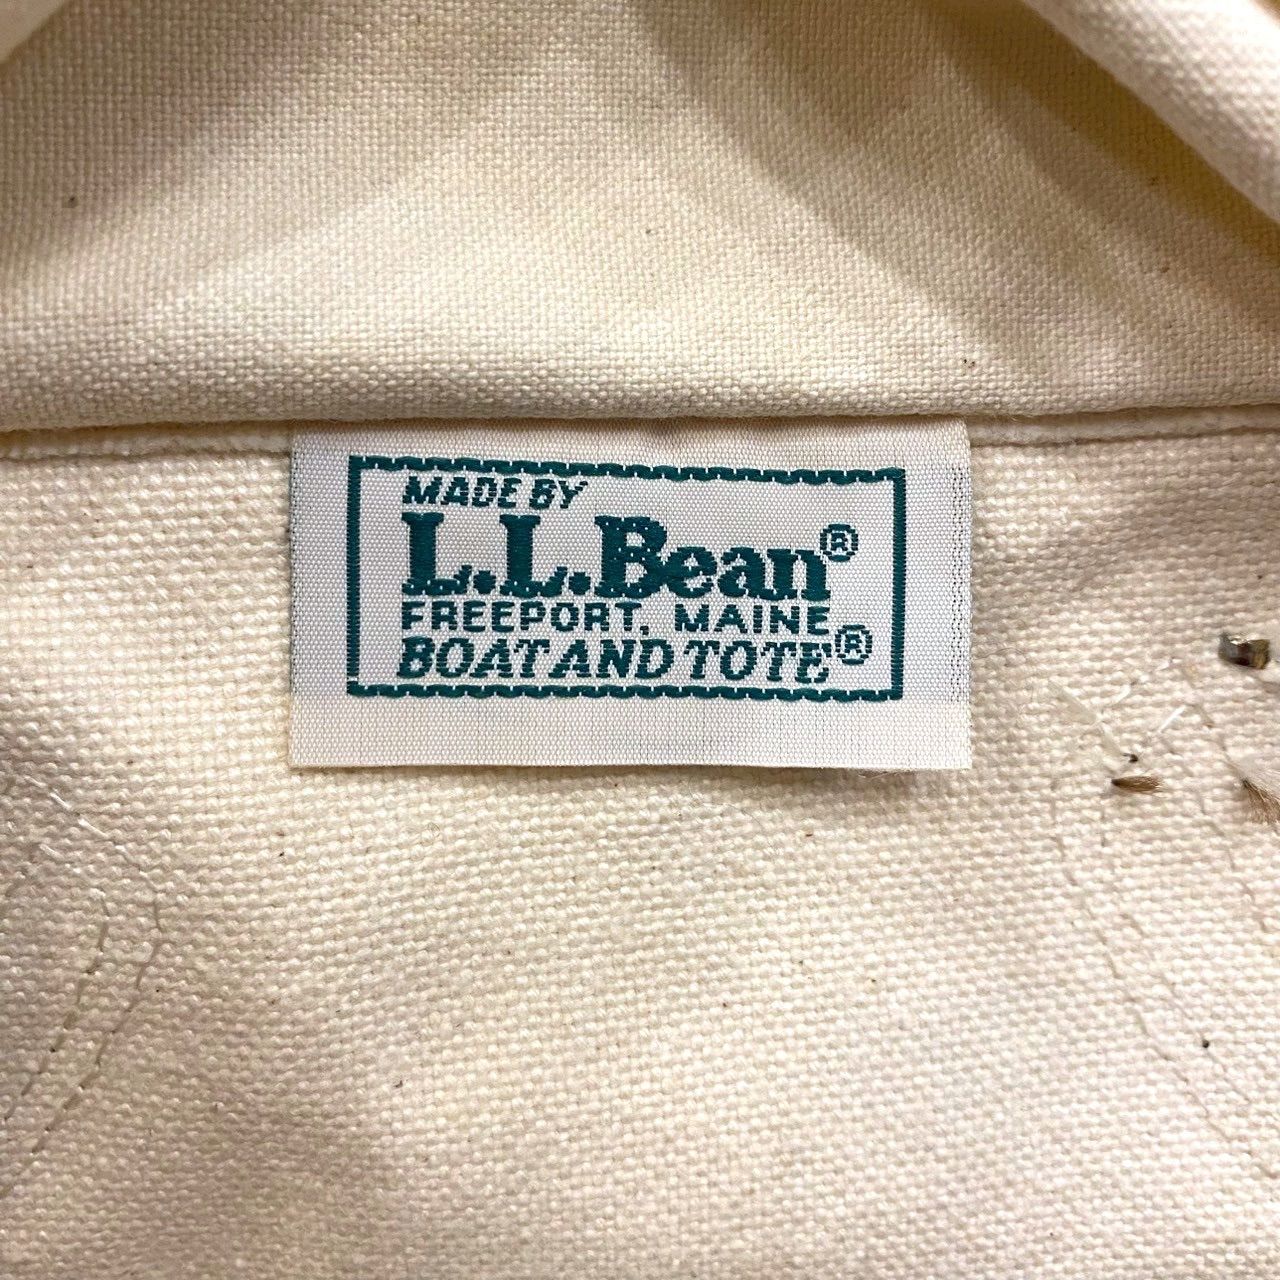 MADE BY
L.L.Bean®
FREEPORT, MAINE
BOAT AND TOTE®